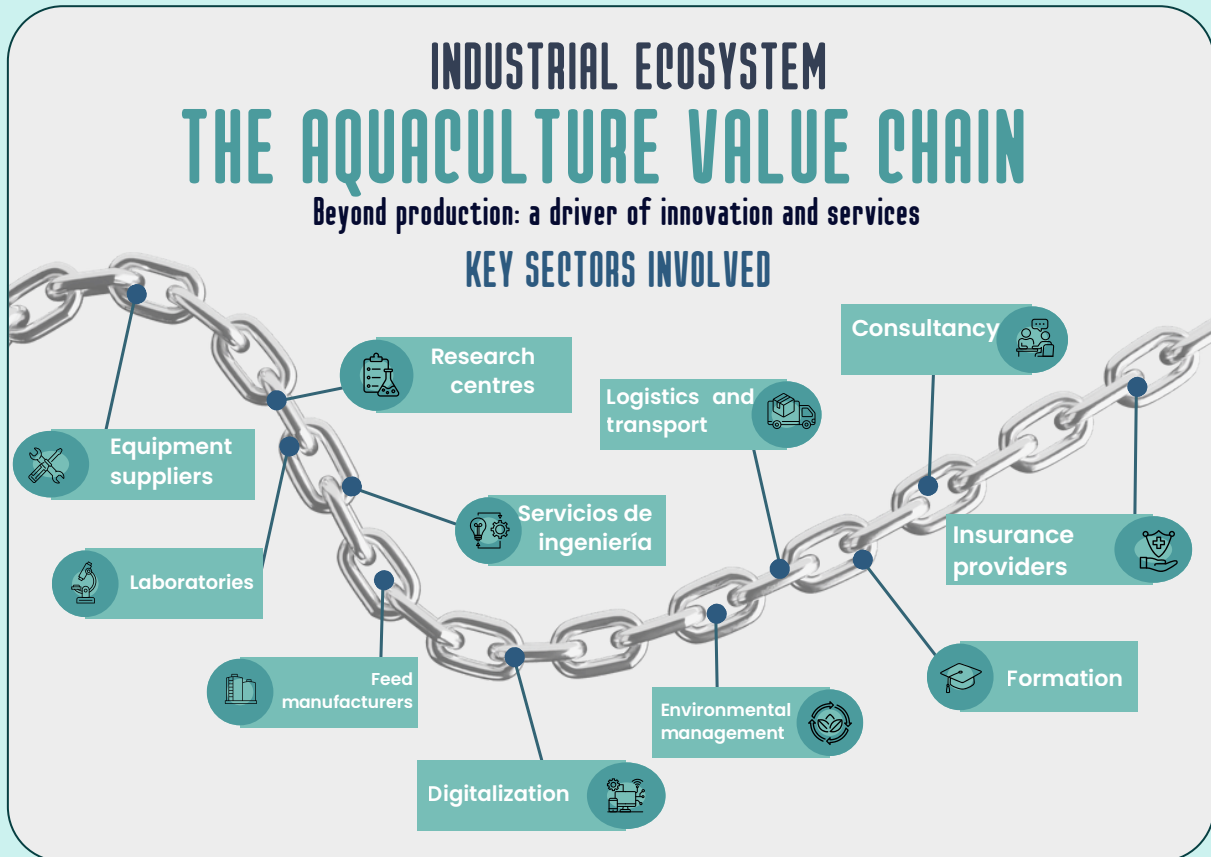 INDUSTRIAL ECOSYSTEM
THE AQUACULTURE VALUE CHAIN
Beyond production: a driver of innovation and services
KEY SECTORS INVOLVED
Equipment
suppliers
Research
centres
Laboratories
Servicios de
ingeniería
Feed
manufacturers
Digitalization
Logistics and
transport
Environmental
management
Consultancy
Formation
Insurance
providers